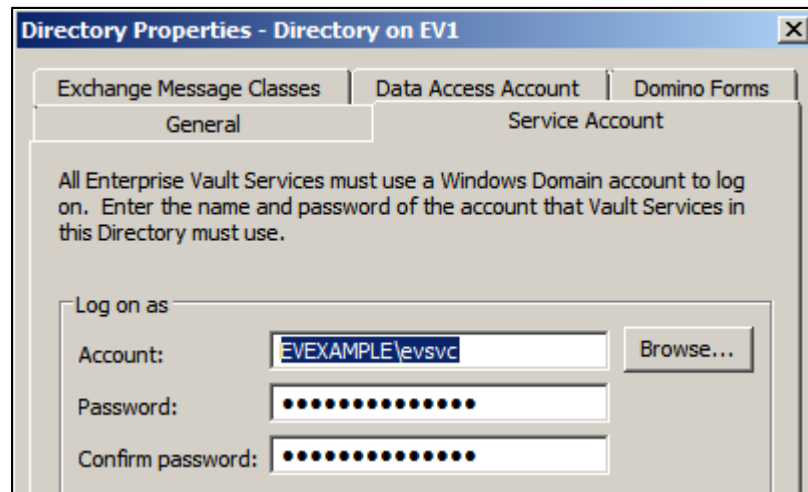 Directory Properties - Directory on EV1
Exchange Message Classes
Data Access Account
Domino Forms
General
Service Account
All Enterprise Vault Services must use a Windows Domain account to log
on. Enter the name and password of the account that Vault Services in
this Directory must use.
Log on as
Account:
EVEXAMPLE\evsvc
Browse...
Password:
●●●●●●●●●●●●●●
Confirm password:
●●●●●●●●●●●●●●